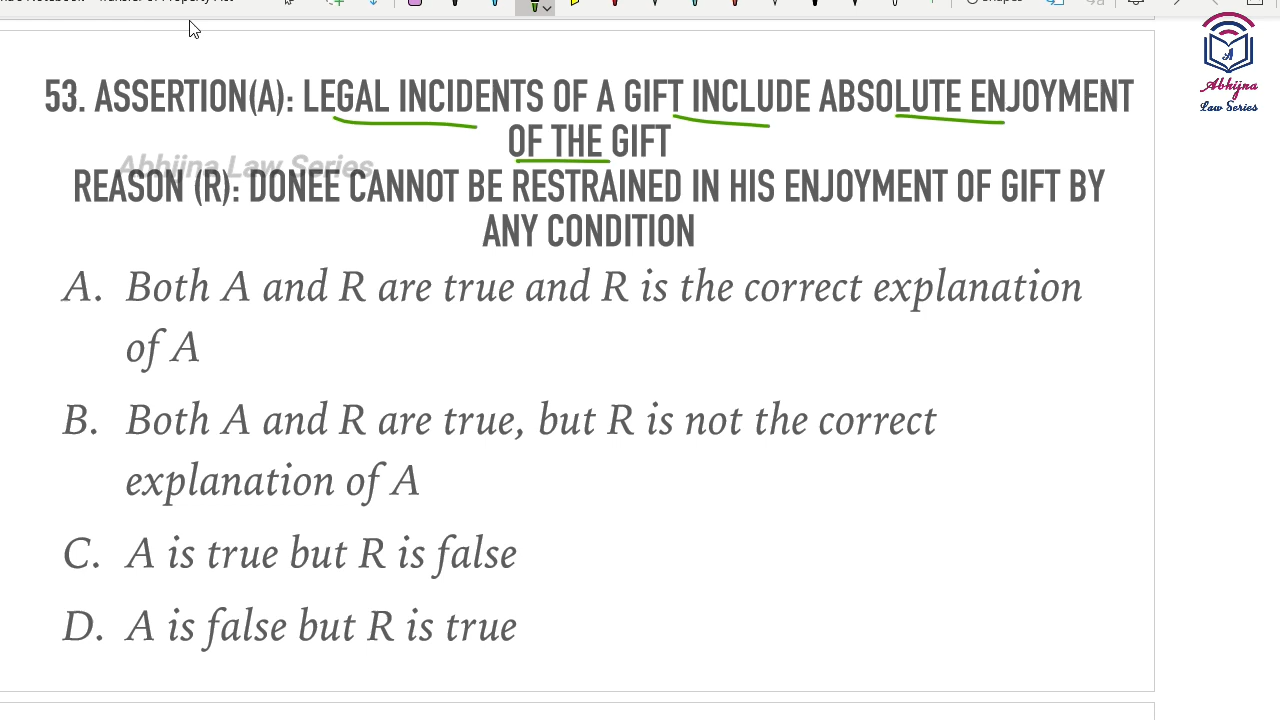 53. ASSERTION(A): LEGAL INCIDENTS OF A GIFT INCLUDE ABSOLUTE ENJOYMENT
OF THE GIFT
Abhijna Law Series
REASON (R): DONEE CANNOT BE RESTRAINED IN HIS ENJOYMENT OF GIFT BY
ANY CONDITION
A. Both A and R are true and R is the correct explanation
of A
B. Both A and R are true, but R is not the correct
explanation of A
C. A is true but R is false
D. A is false but R is true
Abhijna
Law Series